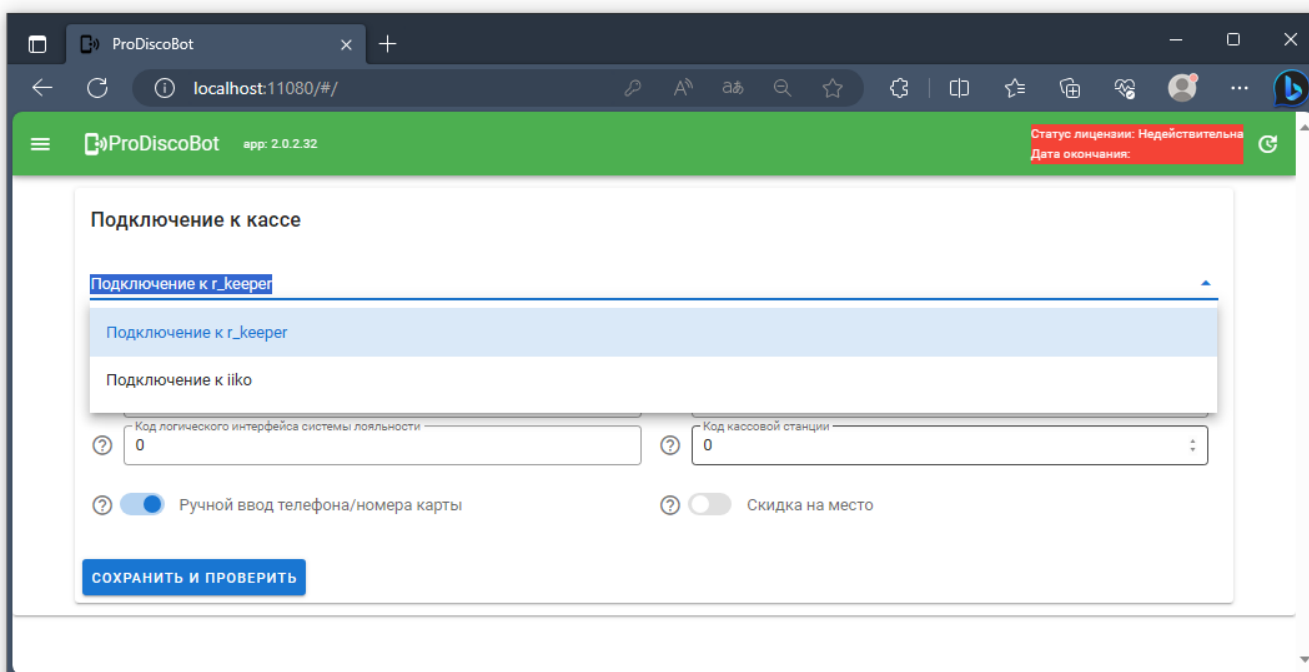 ProDiscoBot
localhost:11080/#/
ProDiscoBot app: 2.0.2.32
Статус лицензии: Недействительна
Дата окончания:
Подключение к кассе
Подключение к r_keeper
Подключение к r_keeper
Подключение к iiko
Код логического интерфейса системы лояльности
0
Код кассовой станции
0
Ручной ввод телефона/номера карты
Скидка на место
СОХРАНИТЬ И ПРОВЕРИТЬ